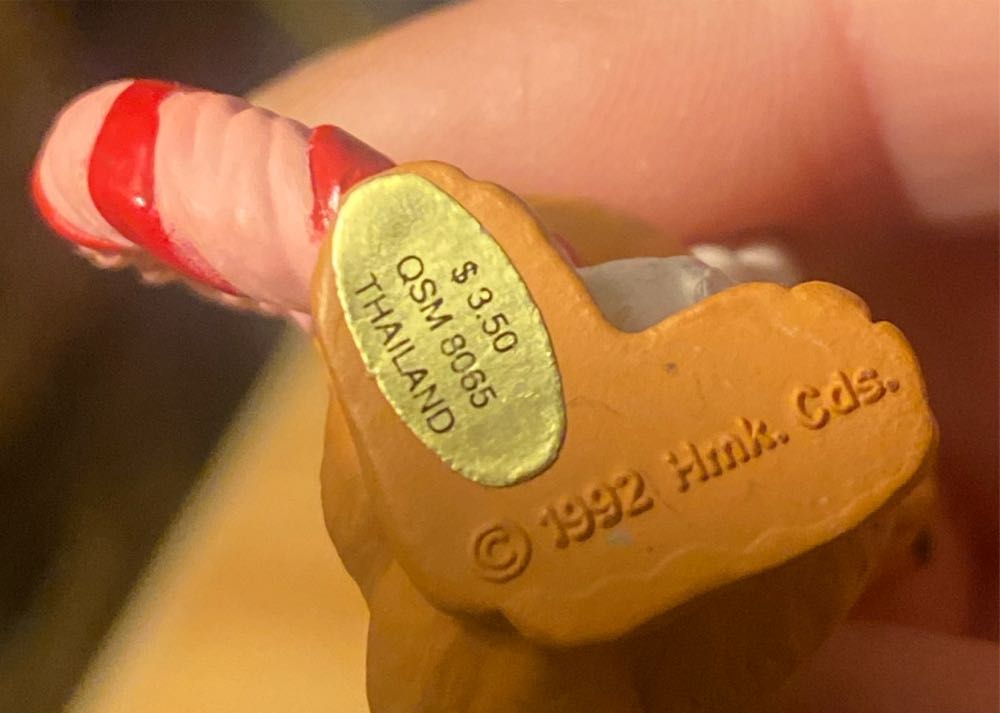 $ 3.50
QSM 8065
THAILAND
© 1992 Hmk. Cds.